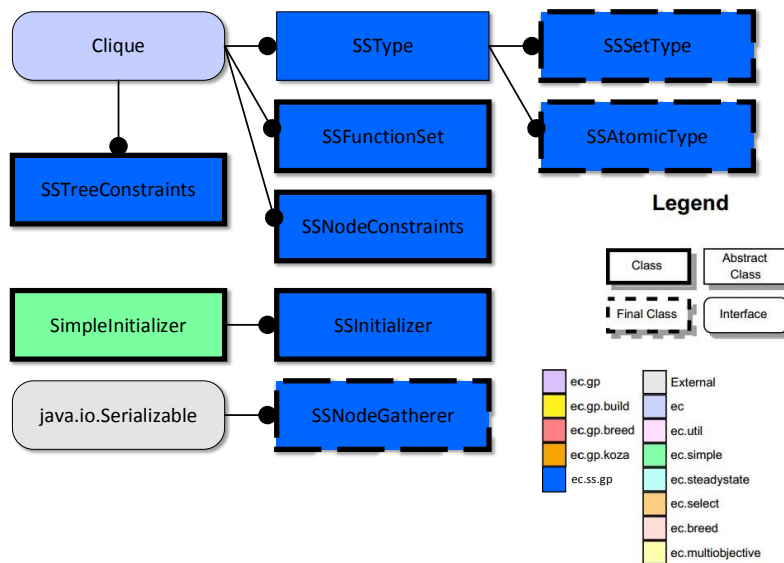 Clique
SSType
SSSetType
SSFunctionSet
SSAtomicType
SSTreeConstraints
SSNodeConstraints
SimpleInitializer
SSInitializer
java.io.Serializable
SSNodeGatherer
Legend
Class
Abstract
Class
Final Class
Interface
ec.gp
ec.gp.build
ec.gp.breed
ec.gp.koza
ec.ss.gp
External
ec
ec.util
ec.simple
ec.steadystate
ec.select
ec.breed
ec.multiobjective